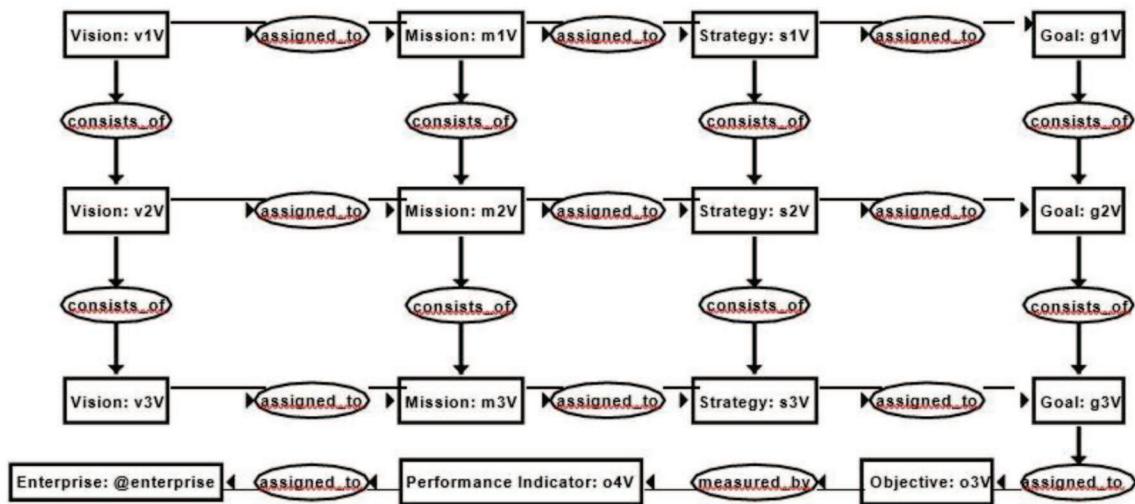 Vision: v1V assigned_to Mission: m1V assigned_to Strategy: s1V assigned_to Goal: g1V
consists_of consists_of consists_of consists_of
Vision: v2V assigned_to Mission: m2V assigned_to Strategy: s2V assigned_to Goal: g2V
consists_of consists_of consists_of consists_of
Vision: v3V assigned_to Mission: m3V assigned_to Strategy: s3V assigned_to Goal: g3V
Enterprise: @enterprise assigned_to Performance Indicator: o4V measured_by Objective: o3V assigned_to